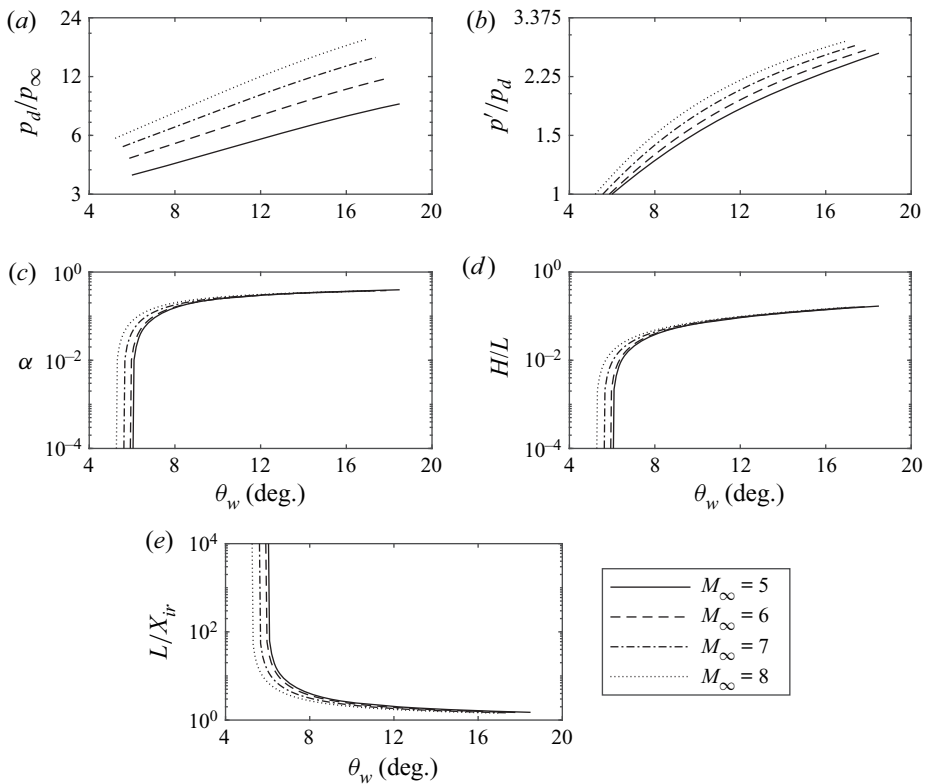 (a)
24
12
6
3
p_d/p_∞
4 8 12 16 20
(b)
3.375
2.25
1.5
1
p′/p_d
4 8 12 16 20
(c)
10^0
10^−2
10^−4
α
4 8 12 16 20
θ_w (deg.)
(d)
10^0
10^−2
10^−4
H/L
4 8 12 16 20
θ_w (deg.)
(e)
10^4
10^2
10^0
L/X_ir
4 8 12 16 20
θ_w (deg.)
M_∞ = 5
M_∞ = 6
M_∞ = 7
M_∞ = 8